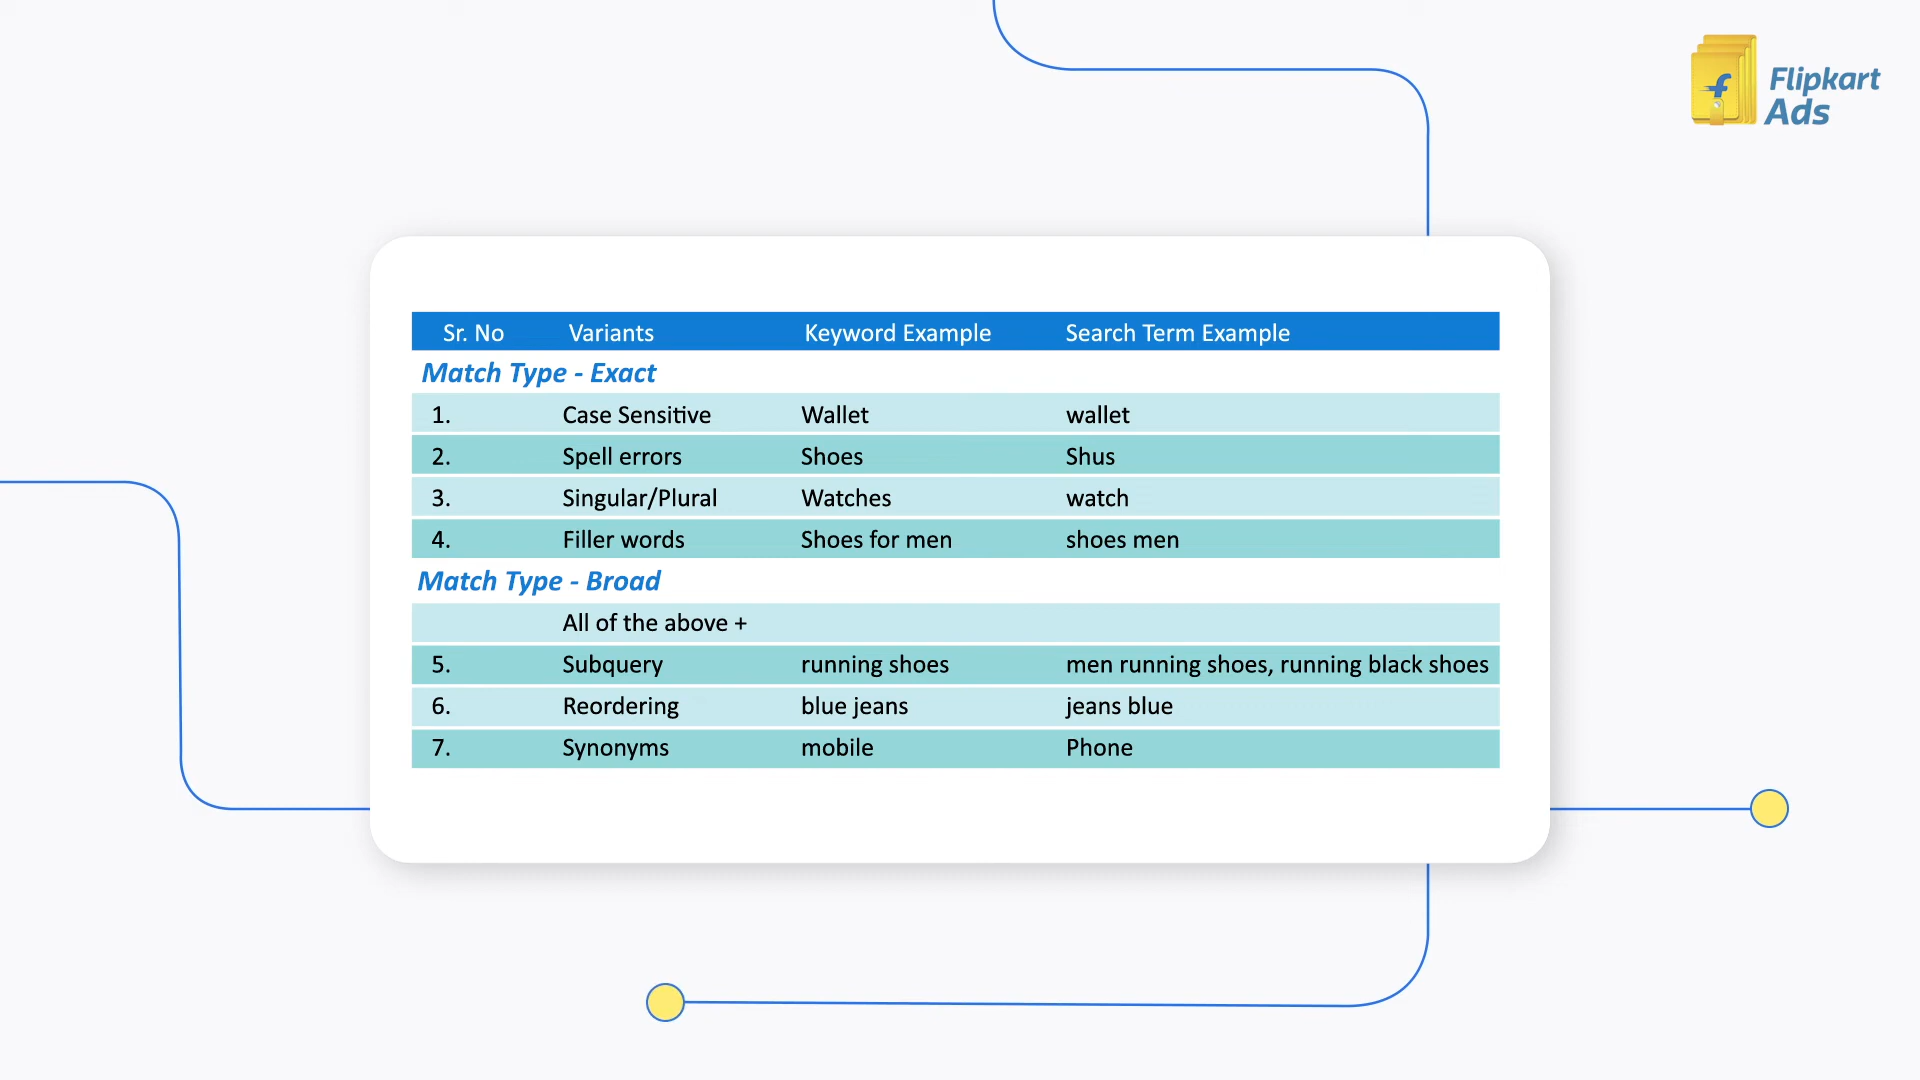 Flipkart
Ads
Sr. No Variants Keyword Example Search Term Example
Match Type - Exact
1. Case Sensitive Wallet wallet
2. Spell errors Shoes Shus
3. Singular/Plural Watches watch
4. Filler words Shoes for men shoes men
Match Type - Broad
All of the above +
5. Subquery running shoes men running shoes, running black shoes
6. Reordering blue jeans jeans blue
7. Synonyms mobile Phone